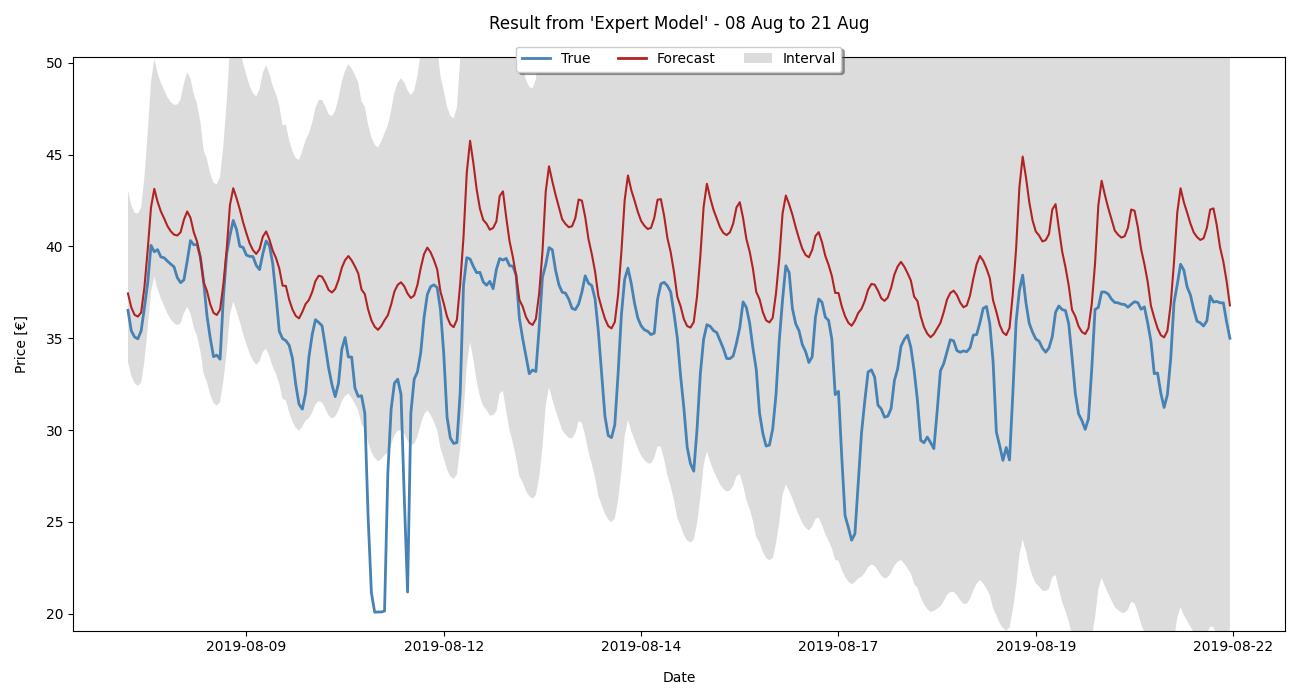 Result from 'Expert Model' - 08 Aug to 21 Aug
True Forecast Interval
50
45
40
35
30
25
20
Price [€]
2019-08-09 2019-08-12 2019-08-14 2019-08-17 2019-08-19 2019-08-22
Date